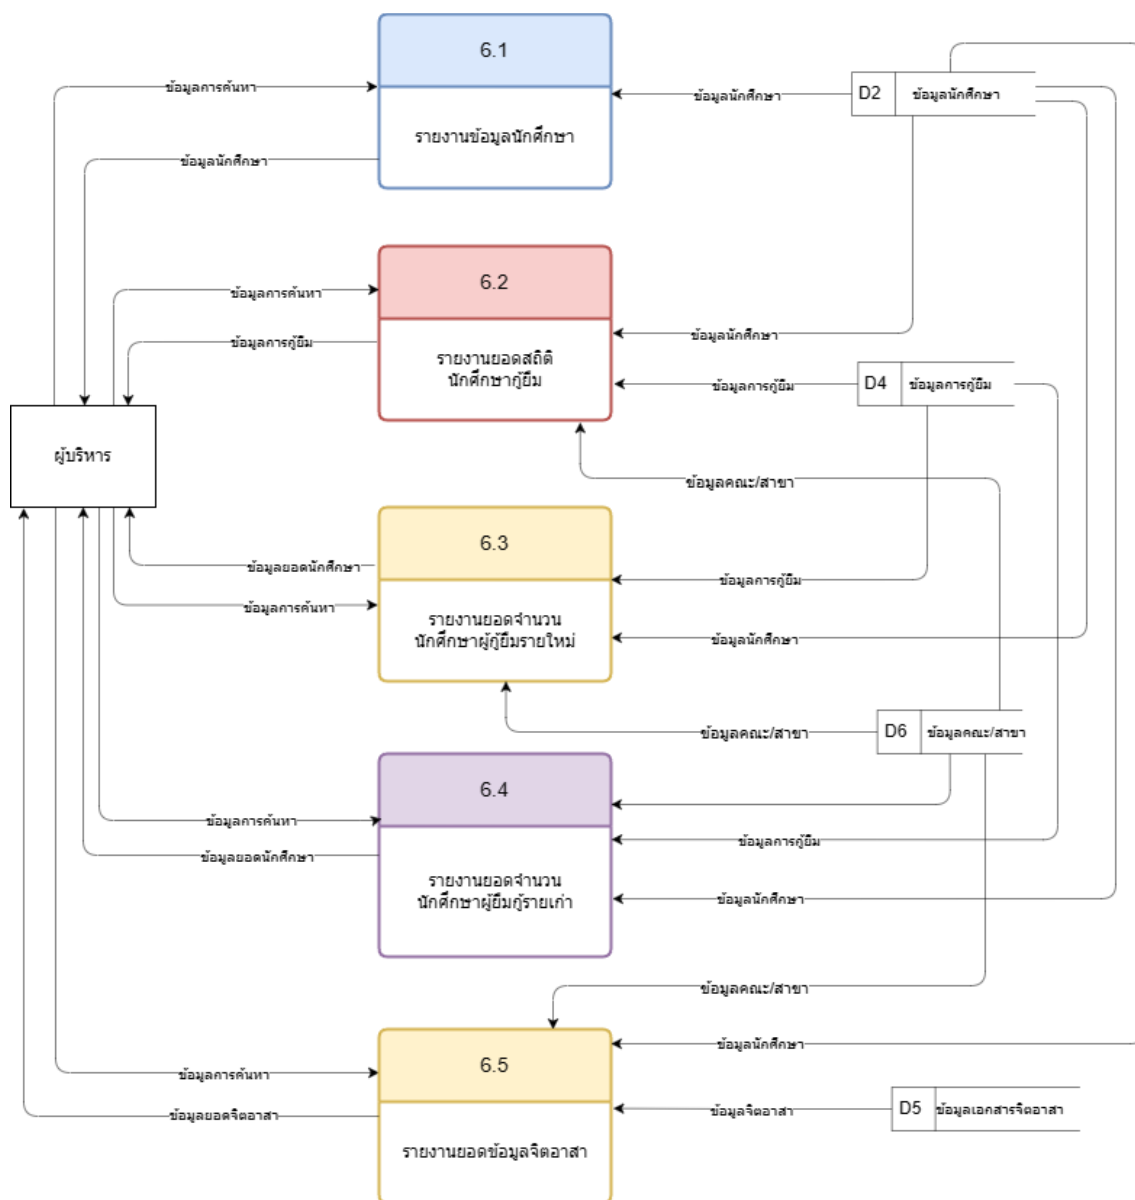 6.1
ข้อมูลการค้นหา
ข้อมูลนักศึกษา
D2
ข้อมูลนักศึกษา
รายงานข้อมูลนักศึกษา
ข้อมูลนักศึกษา
6.2
ข้อมูลการค้นหา
ข้อมูลนักศึกษา
ข้อมูลการกู้ยืม
รายงานยอดสถิติ
นักศึกษากู้ยืม
ข้อมูลการกู้ยืม
D4
ข้อมูลการกู้ยืม
ผู้บริหาร
ข้อมูลคณะ/สาขา
6.3
ข้อมูลยอดนักศึกษา
ข้อมูลการกู้ยืม
ข้อมูลการค้นหา
รายงานยอดจำนวน
นักศึกษาผู้กู้ยืมรายใหม่
ข้อมูลนักศึกษา
ข้อมูลคณะ/สาขา
D6
ข้อมูลคณะ/สาขา
6.4
ข้อมูลการค้นหา
ข้อมูลการกู้ยืม
ข้อมูลยอดนักศึกษา
รายงานยอดจำนวน
นักศึกษาผู้ยืมกู้รายเก่า
ข้อมูลนักศึกษา
ข้อมูลคณะ/สาขา
6.5
ข้อมูลนักศึกษา
ข้อมูลการค้นหา
ข้อมูลยอดจิตอาสา
ข้อมูลจิตอาสา
D5
ข้อมูลเอกสารจิตอาสา
รายงานยอดข้อมูลจิตอาสา